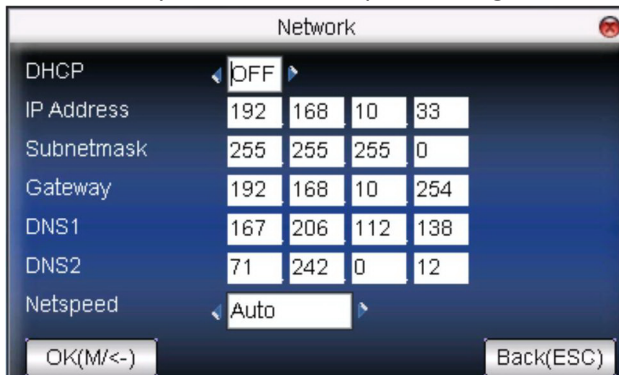 Network
DHCP OFF
IP Address 192 168 10 33
Subnetmask 255 255 255 0
Gateway 192 168 10 254
DNS1 167 206 112 138
DNS2 71 242 0 12
Netspeed Auto
OK(M/<-) Back(ESC)